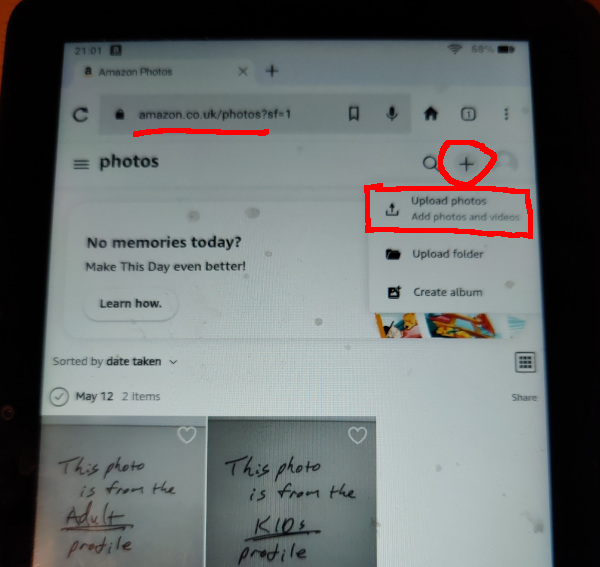 21:01
68%
Amazon Photos
amazon.co.uk/photos?sf=1
1
photos
Upload photos
Add photos and videos
Upload folder
Create album
No memories today?
Make This Day even better!
Learn how.
Sorted by date taken
May 12 2 items
Share
This photo
is from the
Adult
profile
This photo
is from the
KIDs
profile